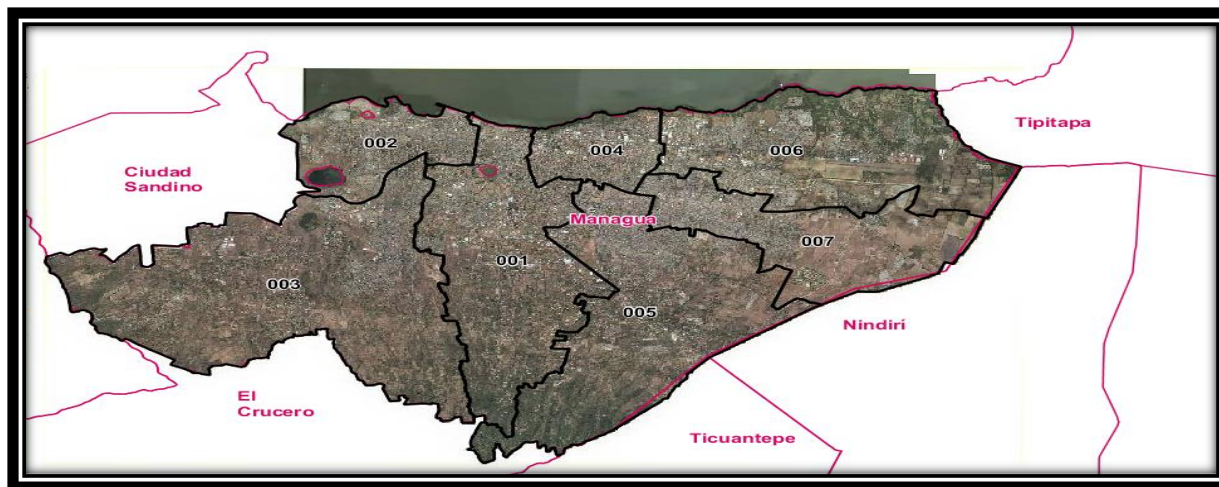 Tipitapa
002
004
006
Ciudad
Sandino
Managua
007
001
003
005
Nindirí
El
Crucero
Ticuantepe